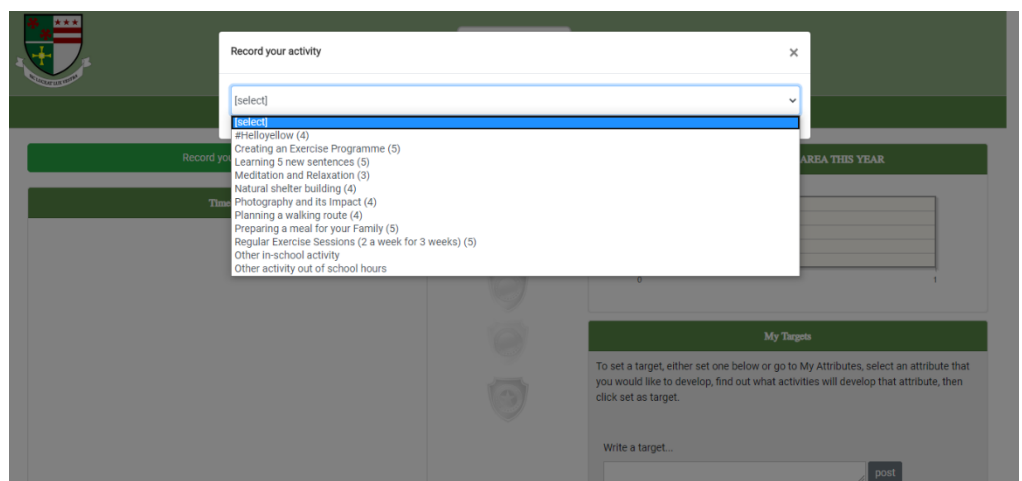 Record your activity
×
[select]
[select]
#Helloyellow (4)
Creating an Exercise Programme (5)
Learning 5 new sentences (5)
Meditation and Relaxation (3)
Natural shelter building (4)
Photography and its Impact (4)
Planning a walking route (4)
Preparing a meal for your Family (5)
Regular Exercise Sessions (2 a week for 3 weeks) (5)
Other in-school activity
Other activity out of school hours
Record
AREA THIS YEAR
0 1
My Targets
To set a target, either set one below or go to My Attributes, select an attribute that
you would like to develop, find out what activities will develop that attribute, then
click set as target.
Write a target...
post